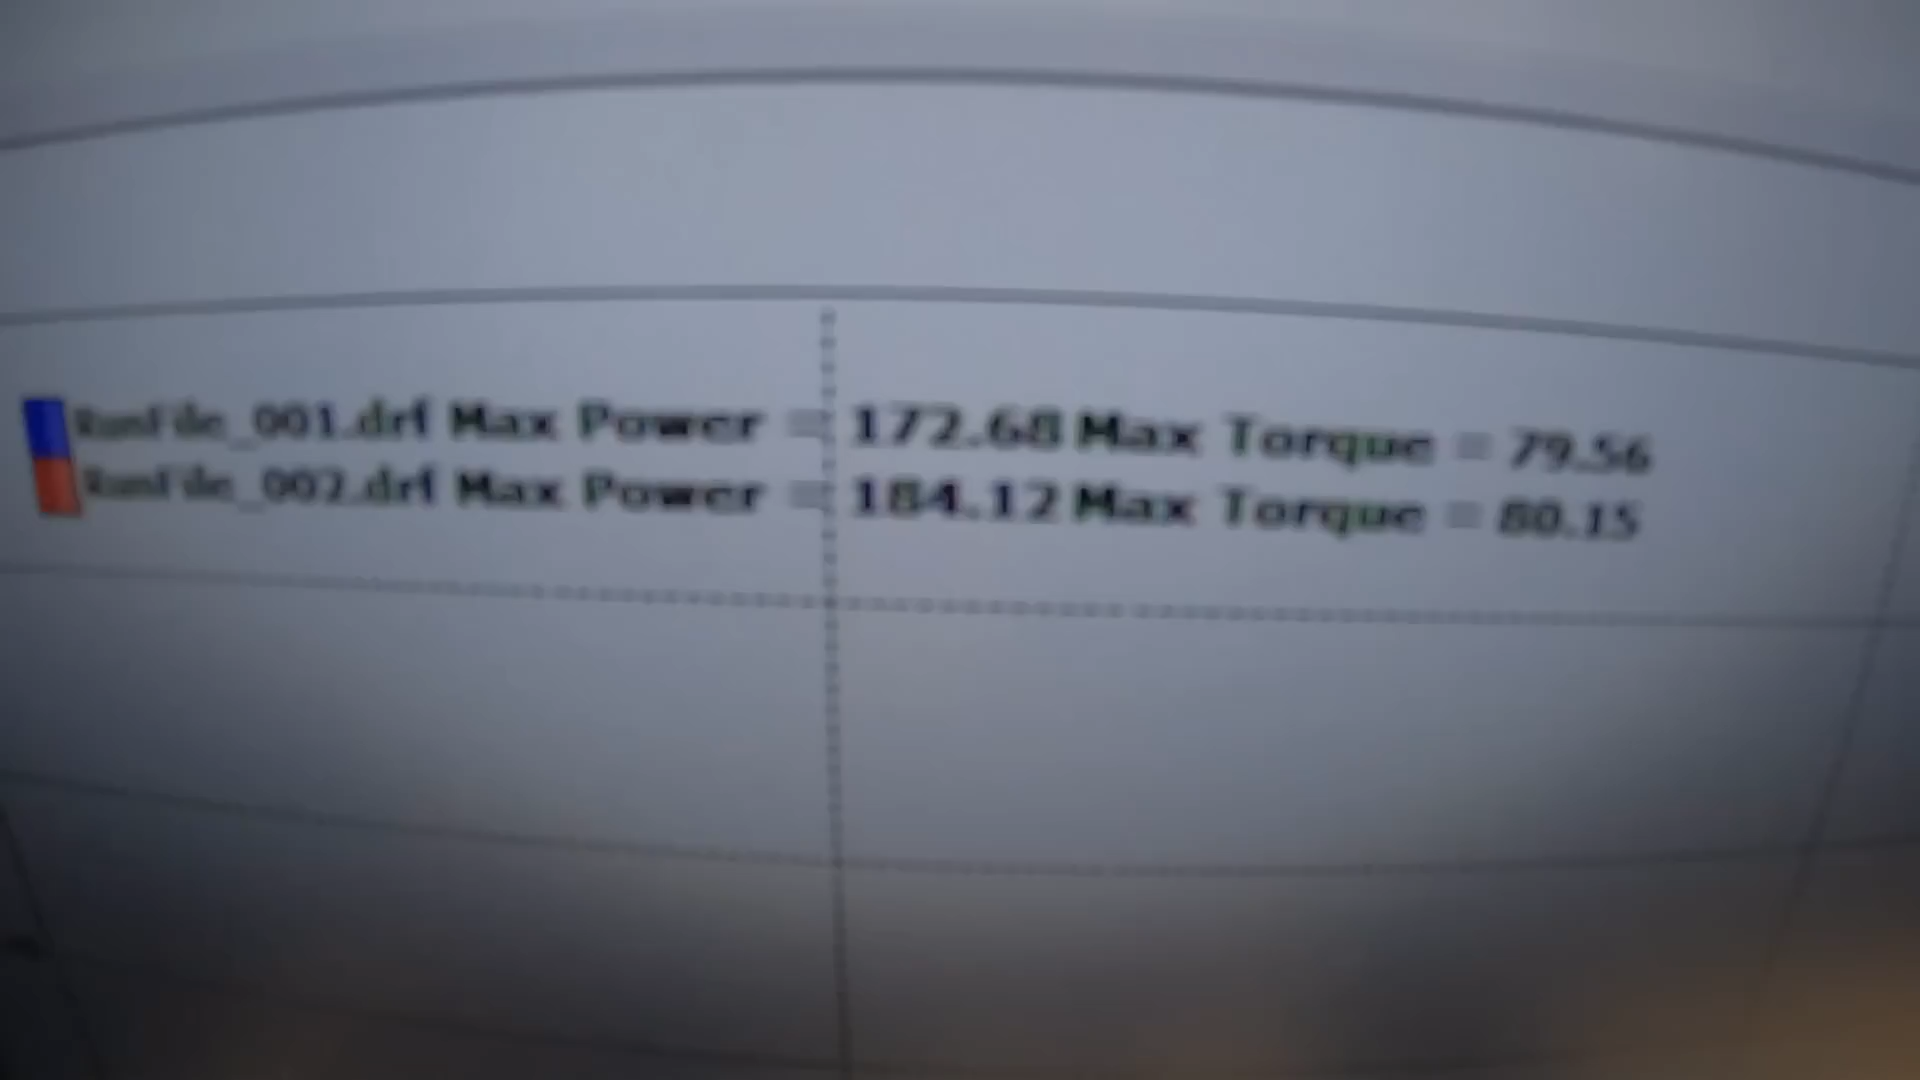 RunFile_001.drf Max Power = 172.68 Max Torque = 79.56
RunFile_002.drf Max Power = 184.12 Max Torque = 80.15